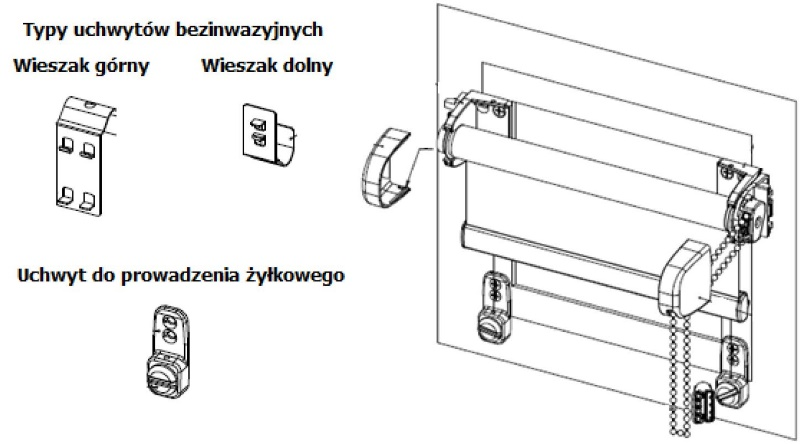 Typy uchwytów bezinwazyjnych
Wieszak górny Wieszak dolny
Uchwyt do prowadzenia żyłkowego